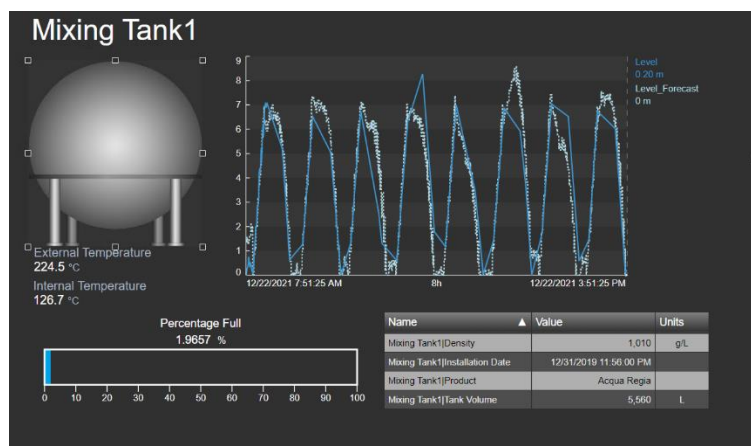 Mixing Tank1
9
8
7
6
5
4
3
2
1
0
Level
0.20 m
Level_Forecast
0 m
12/22/2021 7:51:25 AM 8h 12/22/2021 3:51:25 PM
External Temperature
224.5 °C
Internal Temperature
126.7 °C
Percentage Full
1.9657 %
0 10 20 30 40 50 60 70 80 90 100
Name ▲ Value Units
Mixing Tank1|Density 1,010 g/L
Mixing Tank1|Installation Date 12/31/2019 11:56:00 PM
Mixing Tank1|Product Acqua Regia
Mixing Tank1|Tank Volume 5,560 L